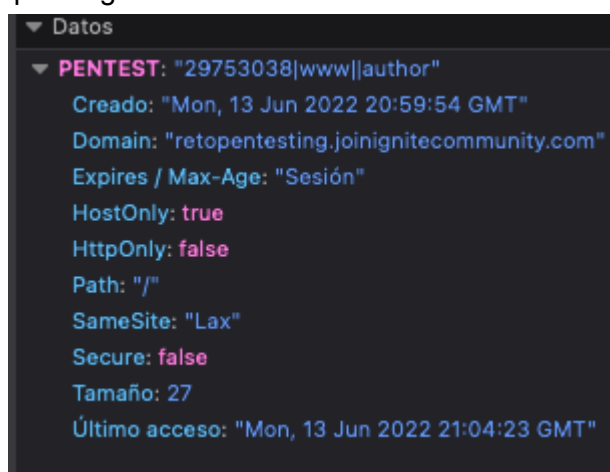 ▼ Datos
▼ PENTEST: "29753038|www||author"
Creado: "Mon, 13 Jun 2022 20:59:54 GMT"
Domain: "retopentesting.joinignitecommunity.com"
Expires / Max-Age: "Sesión"
HostOnly: true
HttpOnly: false
Path: "/"
SameSite: "Lax"
Secure: false
Tamaño: 27
Último acceso: "Mon, 13 Jun 2022 21:04:23 GMT"